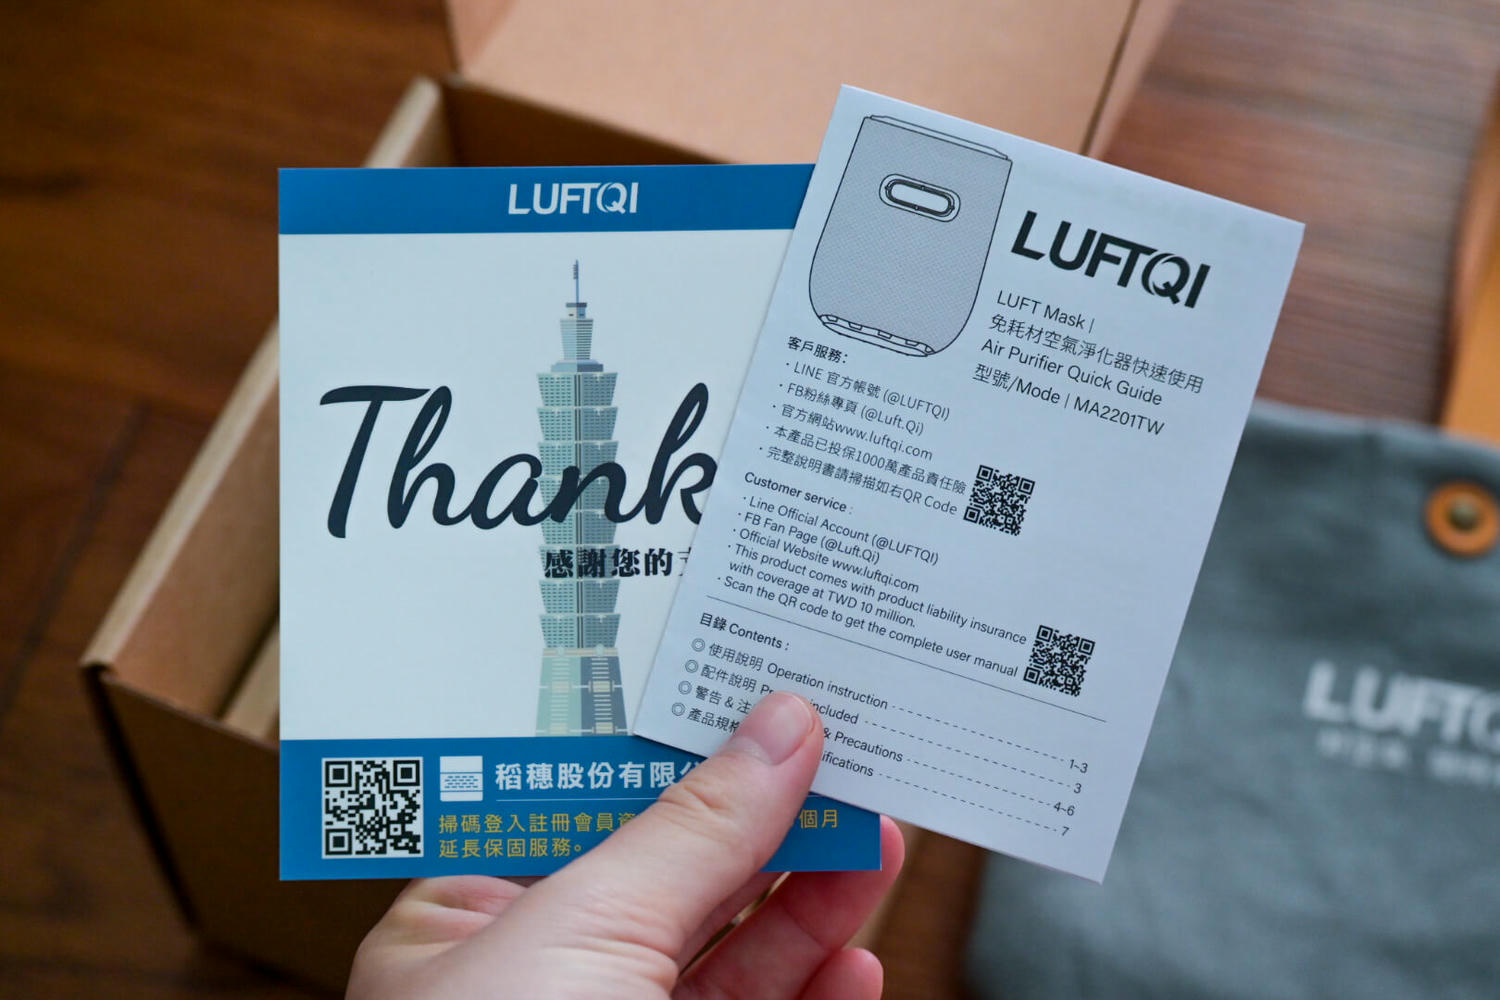 LUFTQI
Thank
感謝您的
稻穗股份有限公
掃碼登入註冊會員 個月
延長保固服務。
LUFTQI
LUFT Mask |
免耗材空氣淨化器快速使用
Air Purifier Quick Guide
型號/Mode | MA2201TW
客戶服務:
· LINE 官方帳號 (@LUFTQI)
· FB粉絲專頁 (@Luft.Qi)
· 官方網站www.luftqi.com
· 本產品已投保1000萬產品責任險
· 完整說明書請掃描如右QR Code
Customer service :
· Line Official Account (@LUFTQI)
· FB Fan Page (@Luft.Qi)
· Official Website www.luftqi.com
· This product comes with product liability insurance
with coverage at TWD 10 million.
· Scan the QR code to get the complete user manual
目錄 Contents :
◎ 使用說明 Operation instruction 1-3
◎ 配件說明 included 3
◎ 警告 & & Precautions 4-6
◎ 產品規格 7
LUFTQ